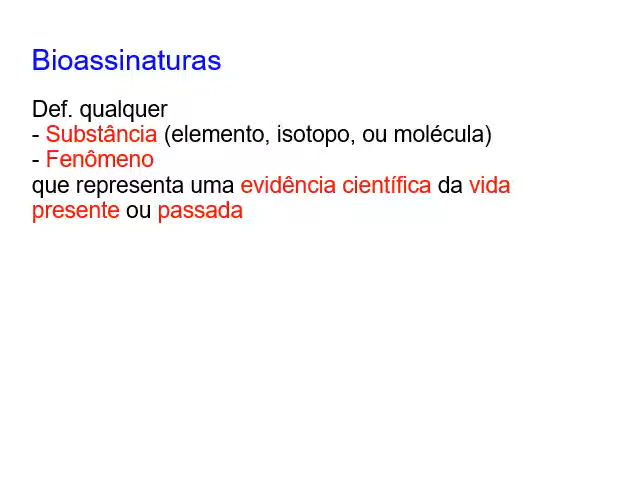 Bioassinaturas
Def. qualquer
- Substância (elemento, isotopo, ou molécula)
- Fenômeno
que representa uma evidência científica da vida
presente ou passada